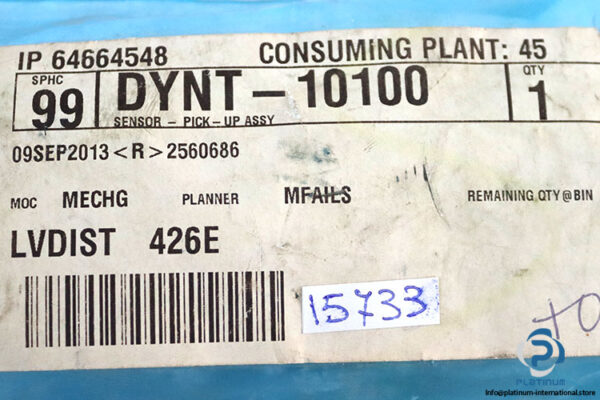 IP 64664548 CONSUMING PLANT: 45
SPHC 99 DYNT-10100 QTY 1
SENSOR - PICK-UP ASSY
09SEP2013 <R> 2560686
MOC MECHG PLANNER MFAILS REMAINING QTY@BIN
LVDIST 426E
15733
TO
PLATINUM
info@platinum-international.store